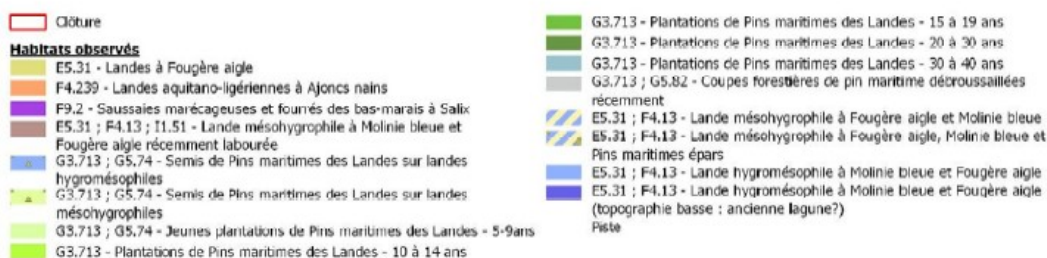 Clôture
Habitats observés
E5.31 - Landes à Fougère aigle
F4.239 - Landes aquitano-ligériennes à Ajoncs nains
F9.2 - Saussaies marécageuses et fourrés des bas-marais à Salix
E5.31 ; F4.13 ; I1.51 - Lande mésohygrophile à Molinie bleue et
Fougère aigle récemment labourée
G3.713 ; G5.74 - Semis de Pins maritimes des Landes sur landes
hygromésophiles
G3.713 ; G5.74 - Semis de Pins maritimes des Landes sur landes
mésohygrophiles
G3.713 ; G5.74 - Jeunes plantations de Pins maritimes des Landes - 5-9ans
G3.713 - Plantations de Pins maritimes des Landes - 10 à 14 ans
G3.713 - Plantations de Pins maritimes des Landes - 15 à 19 ans
G3.713 - Plantations de Pins maritimes des Landes - 20 à 30 ans
G3.713 - Plantations de Pins maritimes des Landes - 30 à 40 ans
G3.713 ; G5.82 - Coupes forestières de pin maritime débroussaillées
récemment
E5.31 ; F4.13 - Lande mésohygrophile à Fougère aigle et Molinie bleue
E5.31 ; F4.13 - Lande mésohygrophile à Fougère aigle, Molinie bleue et
Pins maritimes épars
E5.31 ; F4.13 - Lande hygromésophile à Molinie bleue et Fougère aigle
E5.31 ; F4.13 - Lande hygromésophile à Molinie bleue et Fougère aigle
(topographie basse : ancienne lagune?)
Piste